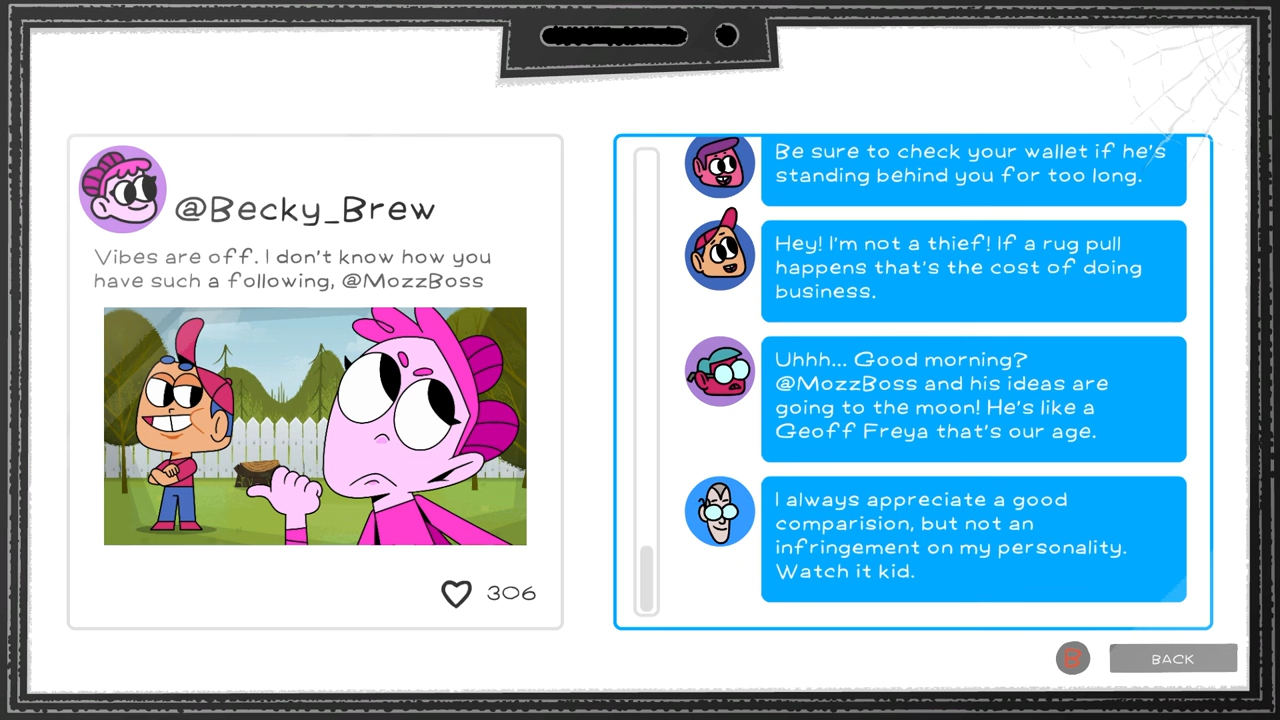 @Becky_Brew
Vibes are off. I don't know how you
have such a following, @MozzBoss
306
Be sure to check your wallet if he's
standing behind you for too long.
Hey! I'm not a thief! If a rug pull
happens that's the cost of doing
business.
Uhhh... Good morning?
@MozzBoss and his ideas are
going to the moon! He's like a
Geoff Freya that's our age.
I always appreciate a good
comparision, but not an
infringement on my personality.
Watch it kid.
B
BACK